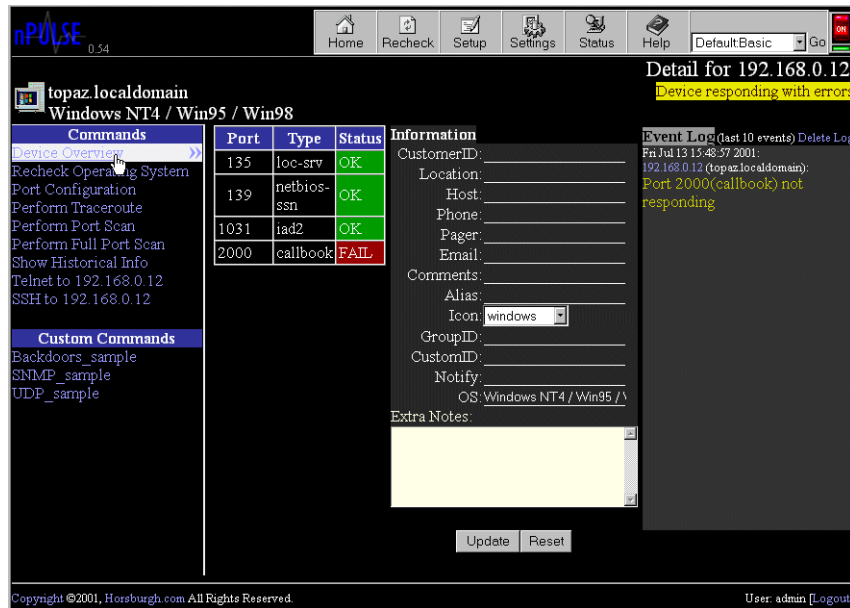 nPULSE 0.54
Home Recheck Setup Settings Status Help Default:Basic Go ON
Detail for 192.168.0.12
Device responding with errors
topaz.localdomain
Windows NT4 / Win95 / Win98
Commands
Device Overview
Recheck Operating System
Port Configuration
Perform Traceroute
Perform Port Scan
Perform Full Port Scan
Show Historical Info
Telnet to 192.168.0.12
SSH to 192.168.0.12
Custom Commands
Backdoors_sample
SNMP_sample
UDP_sample
Port Type Status
135 loc-srv OK
139 netbios-ssn OK
1031 iad2 OK
2000 callbook FAIL
Information
CustomerID:
Location:
Host:
Phone:
Pager:
Email:
Comments:
Alias:
Icon: windows
GroupID:
CustomID:
Notify:
OS: Windows NT4 / Win95 / \
Extra Notes:
Update Reset
Event Log (last 10 events) Delete Log
Fri Jul 13 15:48:57 2001:
192.168.0.12 (topaz.localdomain):
Port 2000(callbook) not
responding
Copyright ©2001, Horsburgh.com All Rights Reserved.
User: admin [Logout